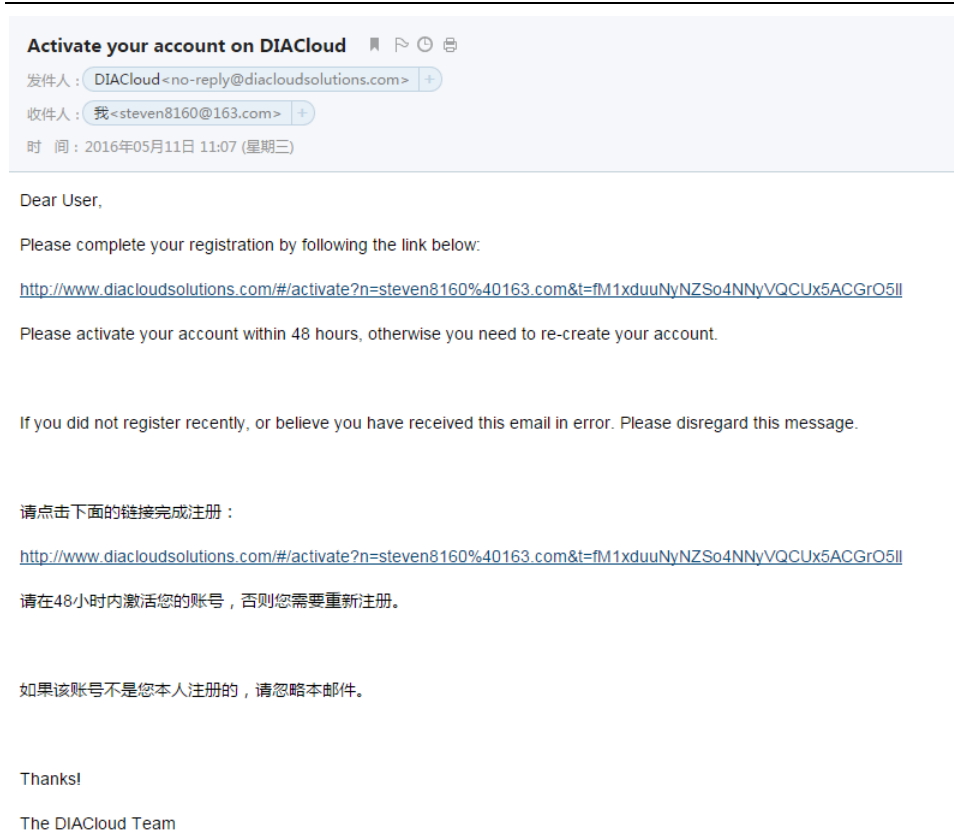 Activate your account on DIACloud
发件人：DIACloud<no-reply@diacloudsolutions.com> +
收件人：我<steven8160@163.com> +
时 间：2016年05月11日 11:07 (星期三)
Dear User,
Please complete your registration by following the link below:
http://www.diacloudsolutions.com/#/activate?n=steven8160%40163.com&t=fM1xduuNyNZSo4NNyVQCUx5ACGrO5Il
Please activate your account within 48 hours, otherwise you need to re-create your account.
If you did not register recently, or believe you have received this email in error. Please disregard this message.
请点击下面的链接完成注册：
http://www.diacloudsolutions.com/#/activate?n=steven8160%40163.com&t=fM1xduuNyNZSo4NNyVQCUx5ACGrO5Il
请在48小时内激活您的账号，否则您需要重新注册。
如果该账号不是您本人注册的，请忽略本邮件。
Thanks!
The DIACloud Team